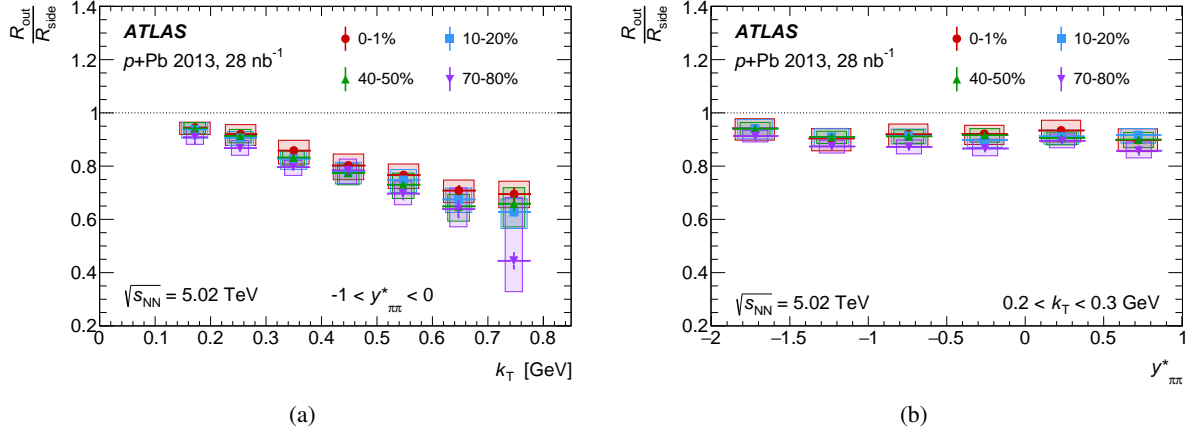 R_out/R_side
1.4
1.2
1
0.8
0.6
0.4
0.2
ATLAS
p+Pb 2013, 28 nb⁻¹
0-1%
10-20%
40-50%
70-80%
√s_NN = 5.02 TeV
-1 < y*_ππ < 0
0 0.1 0.2 0.3 0.4 0.5 0.6 0.7 0.8
k_T [GeV]
(a)
R_out/R_side
1.4
1.2
1
0.8
0.6
0.4
0.2
ATLAS
p+Pb 2013, 28 nb⁻¹
0-1%
10-20%
40-50%
70-80%
√s_NN = 5.02 TeV
0.2 < k_T < 0.3 GeV
−2 −1.5 −1 −0.5 0 0.5 1
y*_ππ
(b)